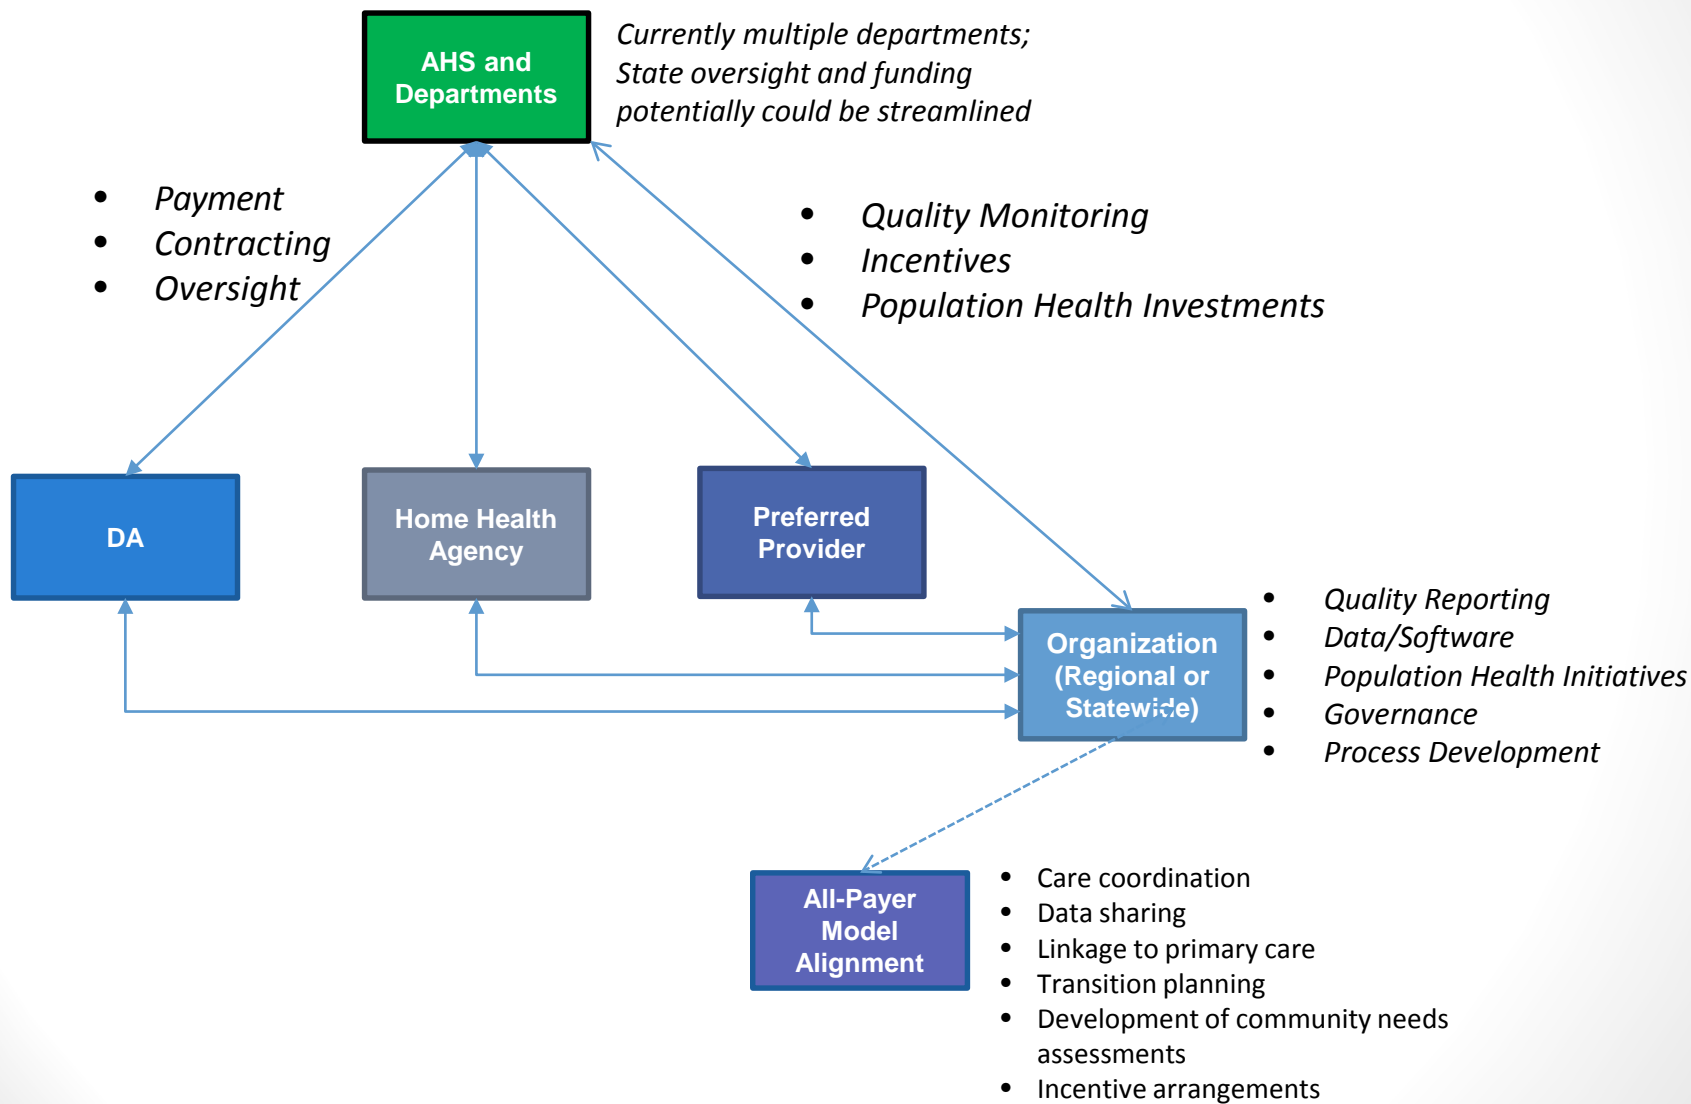 AHS and
Departments
Currently multiple departments;
State oversight and funding
potentially could be streamlined
• Payment
• Contracting
• Oversight
• Quality Monitoring
• Incentives
• Population Health Investments
DA
Home Health
Agency
Preferred
Provider
Organization
(Regional or
Statewide)
• Quality Reporting
• Data/Software
• Population Health Initiatives
• Governance
• Process Development
All-Payer
Model
Alignment
• Care coordination
• Data sharing
• Linkage to primary care
• Transition planning
• Development of community needs
assessments
• Incentive arrangements